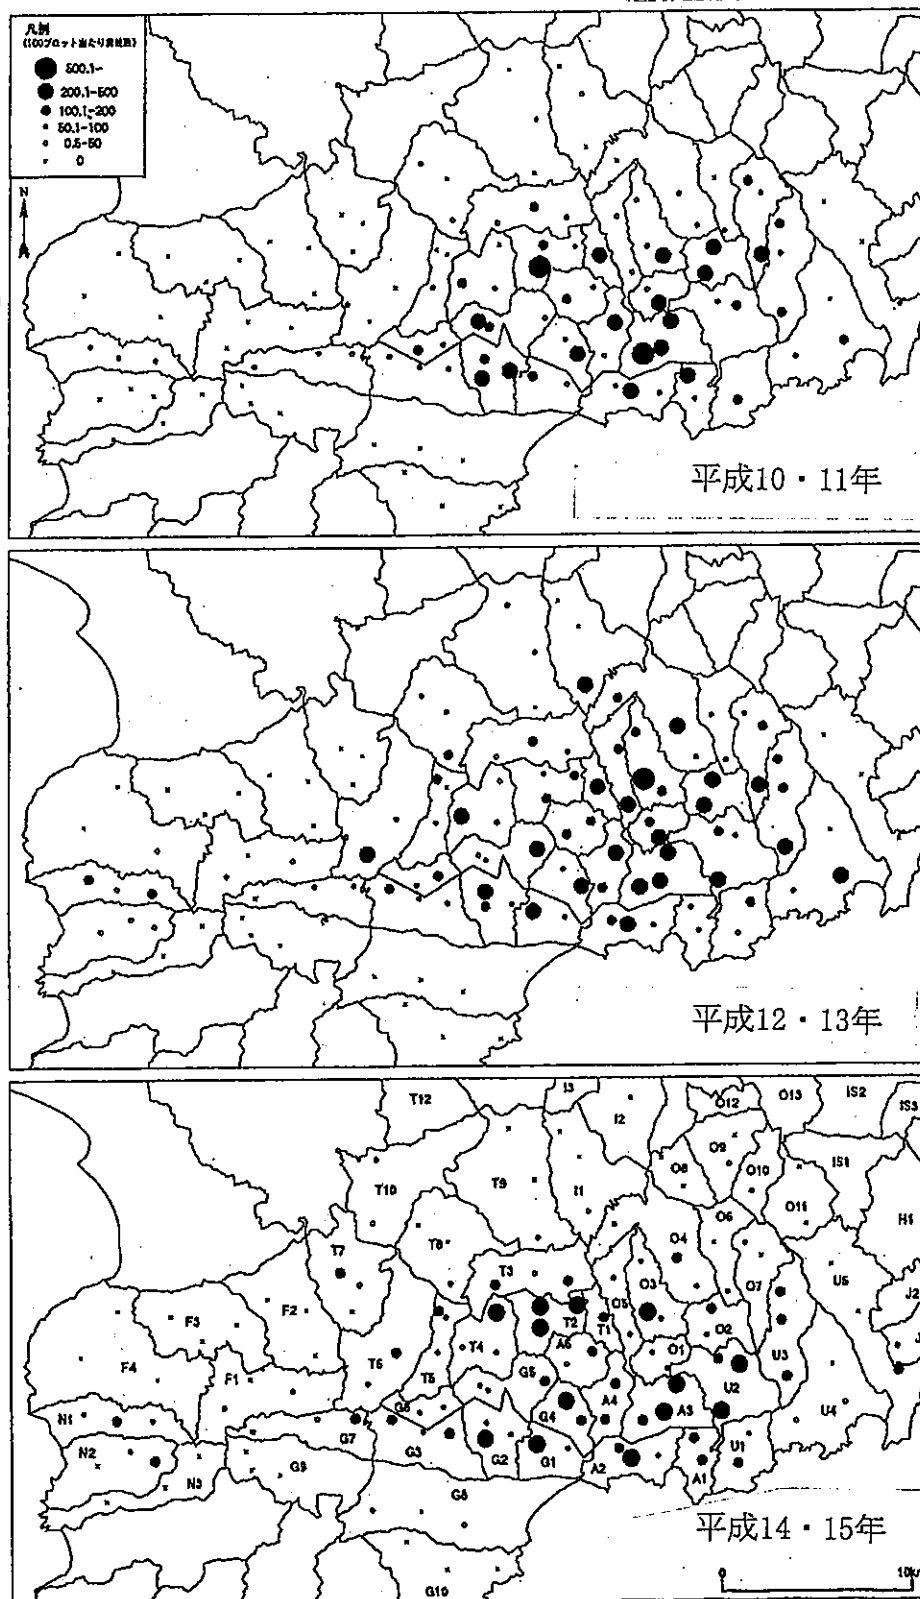 凡例
500.1-
200.1-500
100.1-200
50.1-100
0.5-50
0
N
平成10・11年
平成12・13年
T12
I3
I2
O12
O13
IS2
IS3
T10
T9
I1
O8
O9
O10
IS1
O11
H1
T7
T8
O4
O6
T3
O3
O7
U5
J2
F3
F2
T2
T1
O5
O2
F4
T6
T4
A6
O1
U3
F1
T5
G5
U2
N1
G6
G4
A4
A3
U4
G7
G3
G2
G1
A2
U1
N2
N3
A1
G8
平成14・15年
G10
0